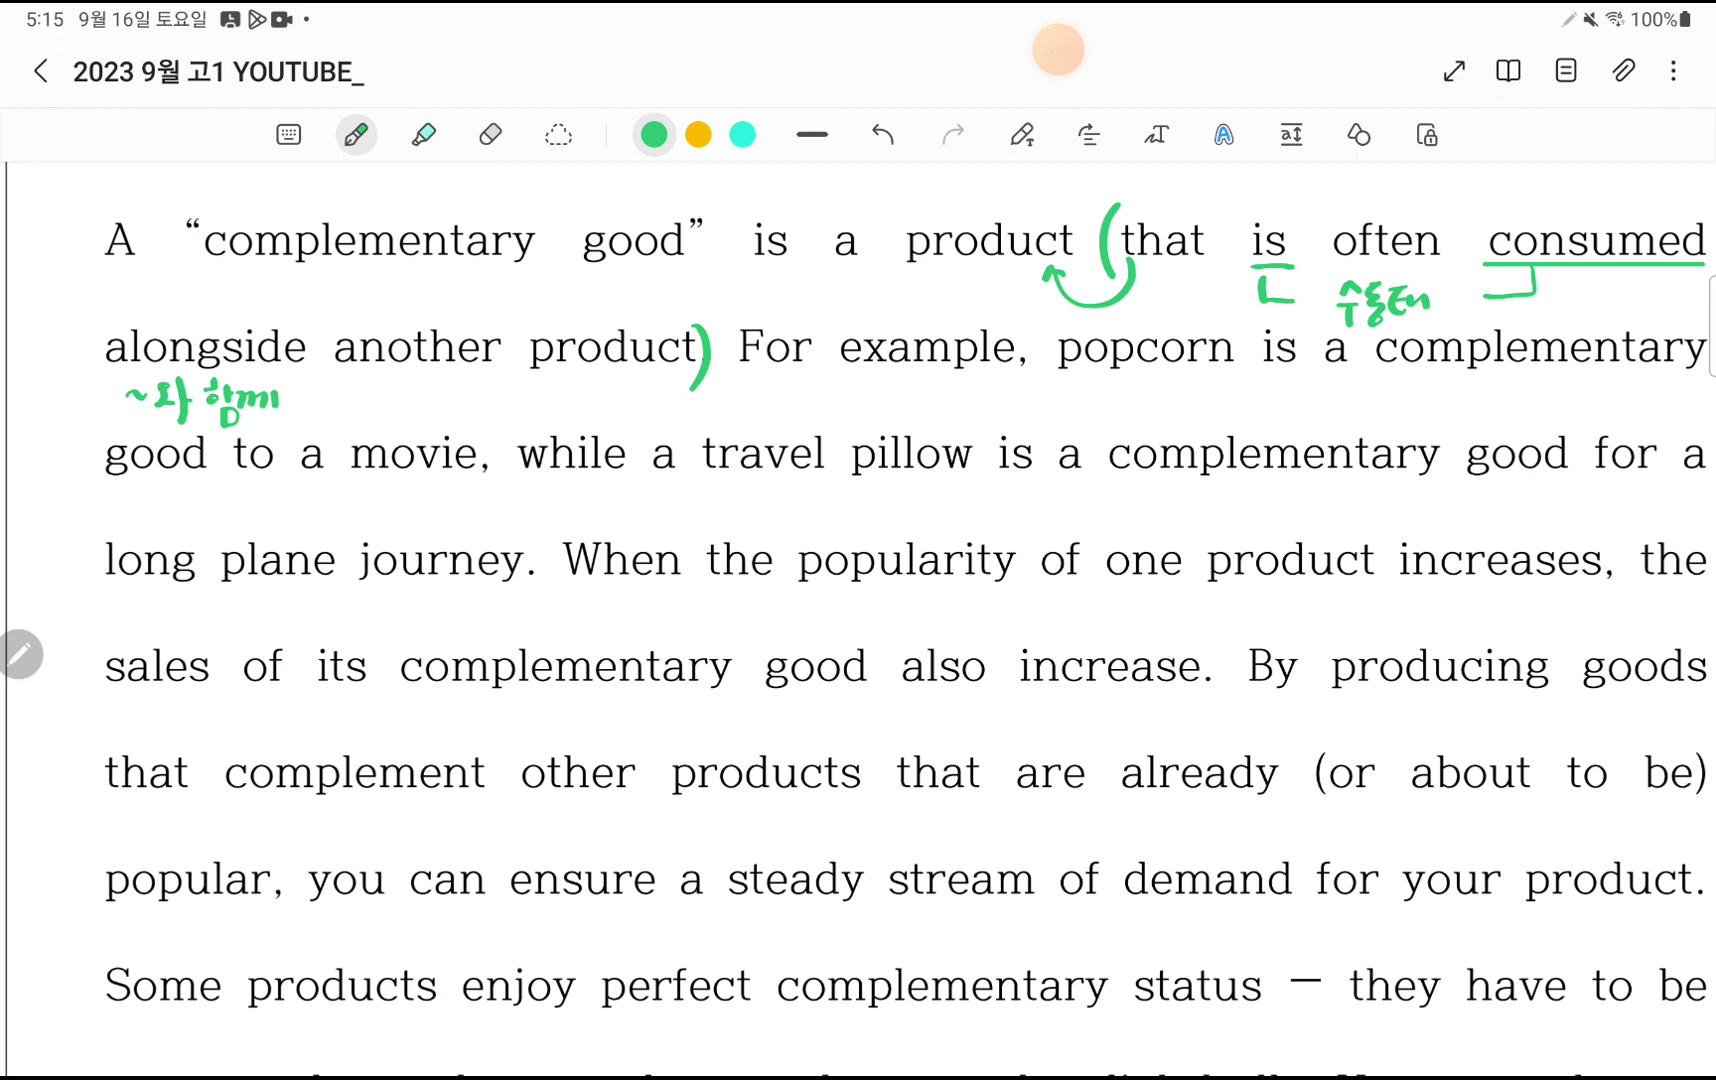 5:15 9월 16일 토요일
100%
2023 9월 고1 YOUTUBE_
A “complementary good” is a product (that is often consumed
수동태
alongside another product) For example, popcorn is a complementary
~와 함께
good to a movie, while a travel pillow is a complementary good for a
long plane journey. When the popularity of one product increases, the
sales of its complementary good also increase. By producing goods
that complement other products that are already (or about to be)
popular, you can ensure a steady stream of demand for your product.
Some products enjoy perfect complementary status — they have to be